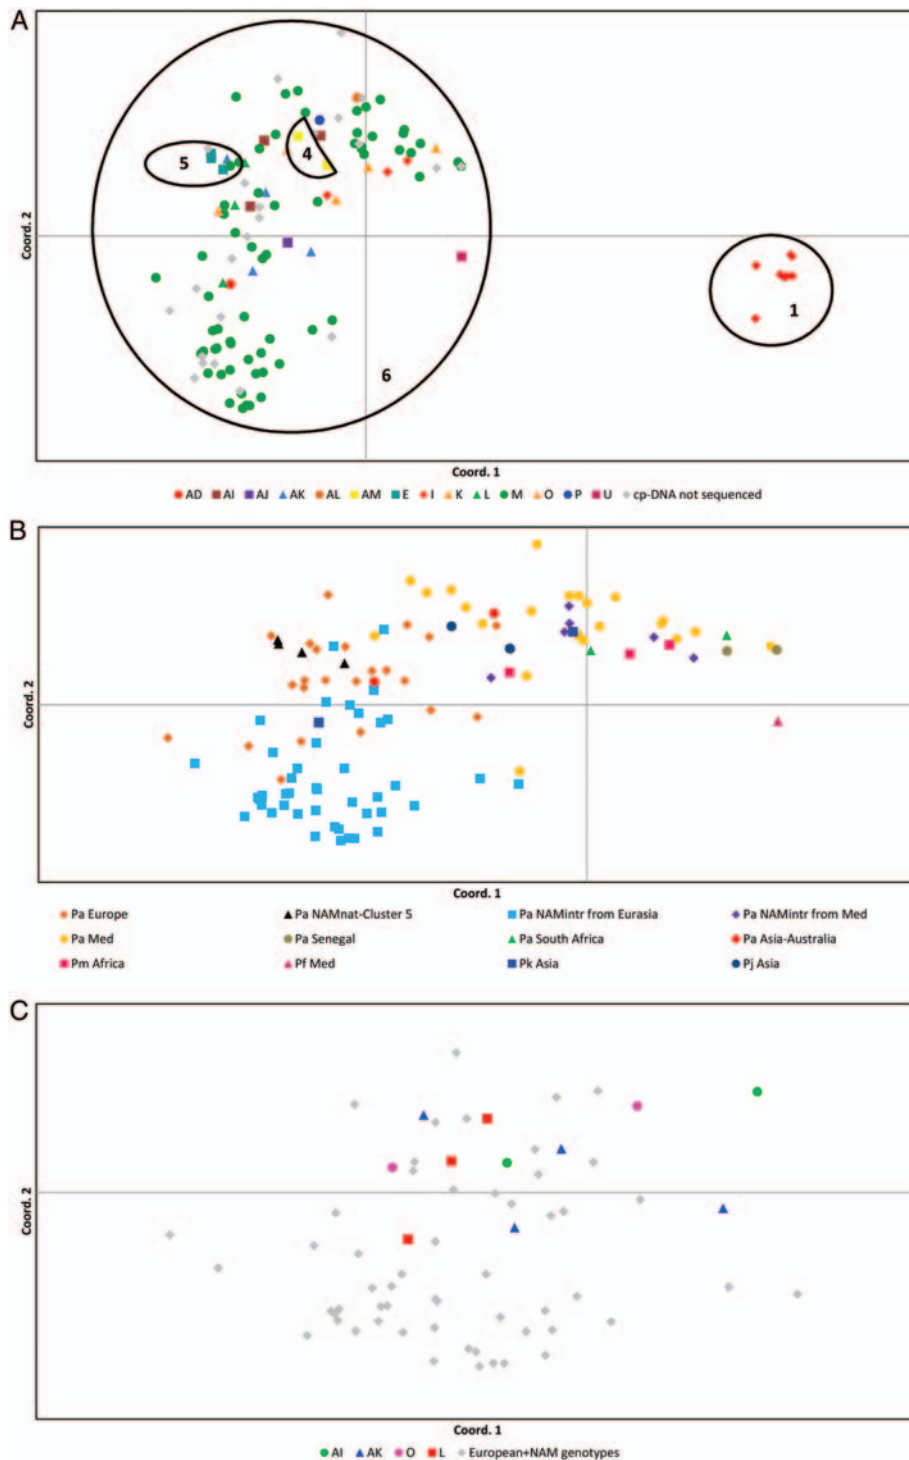 A
5
4
Coord. 2
1
6
Coord. 1
AD AI AJ AK AL AM E I K L M O P U cp-DNA not sequenced
B
Coord. 2
Coord. 1
Pa Europe Pa NAMnat-Cluster 5 Pa NAMintr from Eurasia Pa NAMintr from Med
Pa Med Pa Senegal Pa South Africa Pa Asia-Australia
Pm Africa Pf Med Pk Asia Pj Asia
C
Coord. 2
Coord. 1
AI AK O L European+NAM genotypes